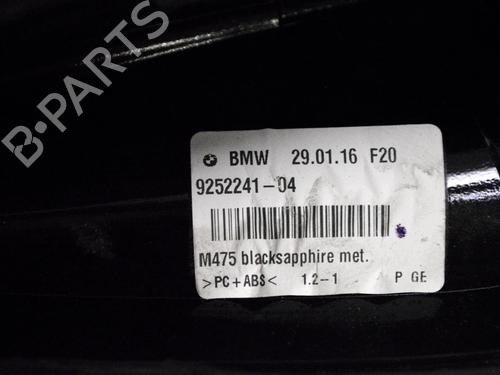 B-PARTS
BMW 29.01.16 F20
9252241-04
M475 blacksapphire met.
>PC+ABS< 1.2-1 A P GE